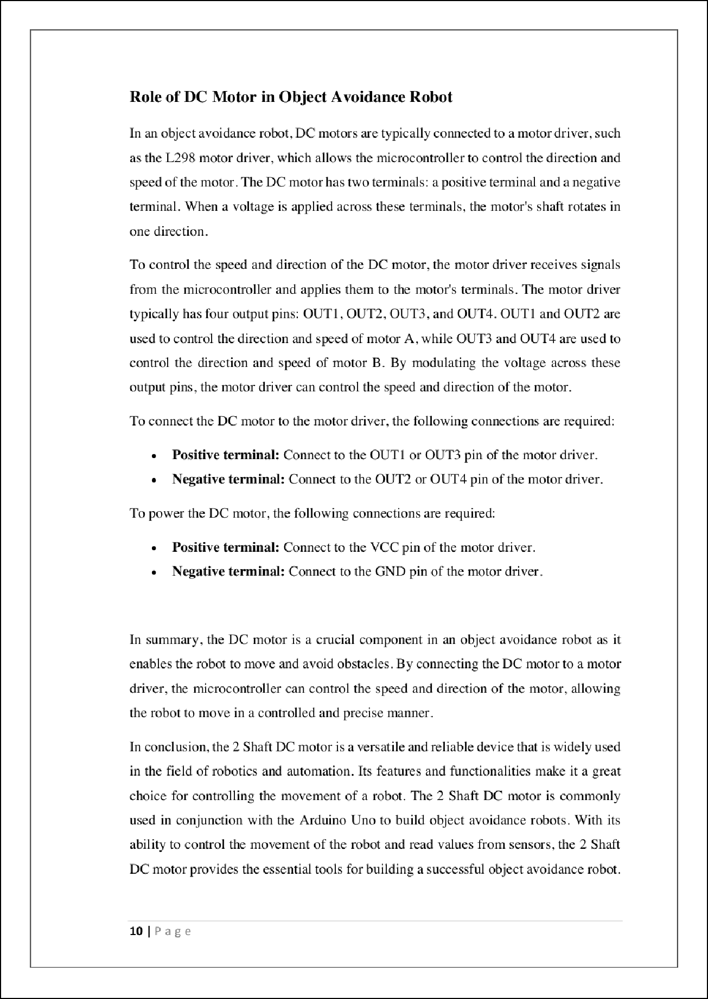 Role of DC Motor in Object Avoidance Robot
In an object avoidance robot, DC motors are typically connected to a motor driver, such
as the L298 motor driver, which allows the microcontroller to control the direction and
speed of the motor. The DC motor has two terminals: a positive terminal and a negative
terminal. When a voltage is applied across these terminals, the motor's shaft rotates in
one direction.
To control the speed and direction of the DC motor, the motor driver receives signals
from the microcontroller and applies them to the motor's terminals. The motor driver
typically has four output pins: OUT1, OUT2, OUT3, and OUT4. OUT1 and OUT2 are
used to control the direction and speed of motor A, while OUT3 and OUT4 are used to
control the direction and speed of motor B. By modulating the voltage across these
output pins, the motor driver can control the speed and direction of the motor.
To connect the DC motor to the motor driver, the following connections are required:
• Positive terminal: Connect to the OUT1 or OUT3 pin of the motor driver.
• Negative terminal: Connect to the OUT2 or OUT4 pin of the motor driver.
To power the DC motor, the following connections are required:
• Positive terminal: Connect to the VCC pin of the motor driver.
• Negative terminal: Connect to the GND pin of the motor driver.
In summary, the DC motor is a crucial component in an object avoidance robot as it
enables the robot to move and avoid obstacles. By connecting the DC motor to a motor
driver, the microcontroller can control the speed and direction of the motor, allowing
the robot to move in a controlled and precise manner.
In conclusion, the 2 Shaft DC motor is a versatile and reliable device that is widely used
in the field of robotics and automation. Its features and functionalities make it a great
choice for controlling the movement of a robot. The 2 Shaft DC motor is commonly
used in conjunction with the Arduino Uno to build object avoidance robots. With its
ability to control the movement of the robot and read values from sensors, the 2 Shaft
DC motor provides the essential tools for building a successful object avoidance robot.
10 | Page